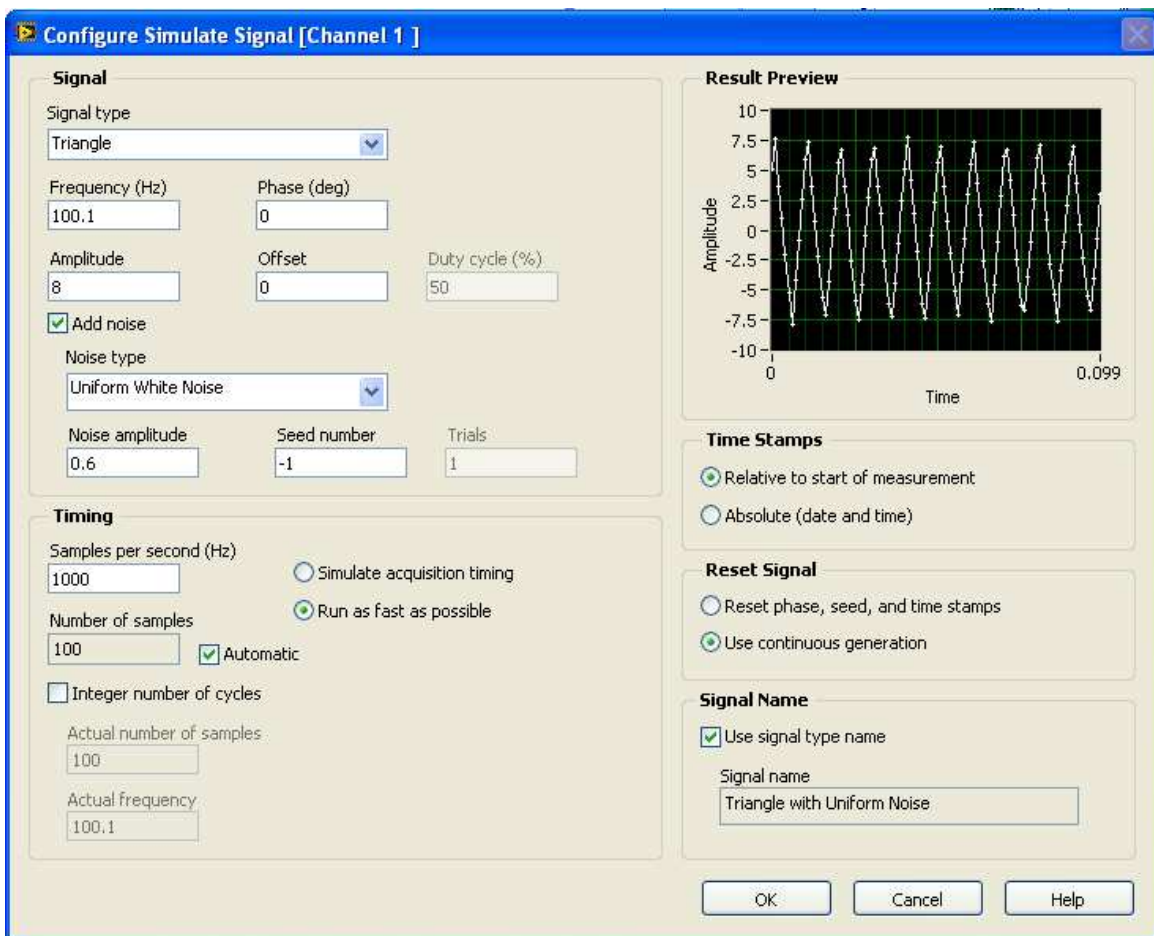 Configure Simulate Signal [Channel 1 ]
Signal
Signal type
Triangle
Frequency (Hz) Phase (deg)
100.1 0
Amplitude Offset Duty cycle (%)
8 0 50
Add noise
Noise type
Uniform White Noise
Noise amplitude Seed number Trials
0.6 -1 1
Timing
Samples per second (Hz)
1000
Simulate acquisition timing
Run as fast as possible
Number of samples
100 Automatic
Integer number of cycles
Actual number of samples
100
Actual frequency
100.1
Result Preview
10
7.5
5
2.5
0
-2.5
-5
-7.5
-10
Amplitude
0 0.099
Time
Time Stamps
Relative to start of measurement
Absolute (date and time)
Reset Signal
Reset phase, seed, and time stamps
Use continuous generation
Signal Name
Use signal type name
Signal name
Triangle with Uniform Noise
OK Cancel Help